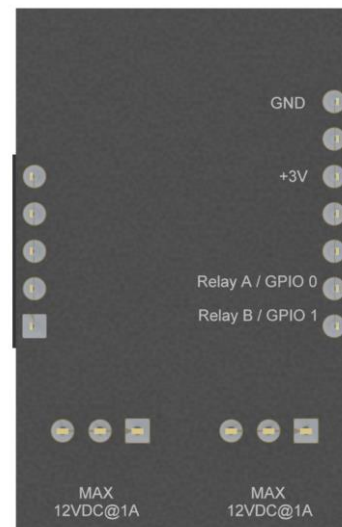 GND
+3V
Relay A / GPIO 0
Relay B / GPIO 1
MAX
12VDC@1A
MAX
12VDC@1A